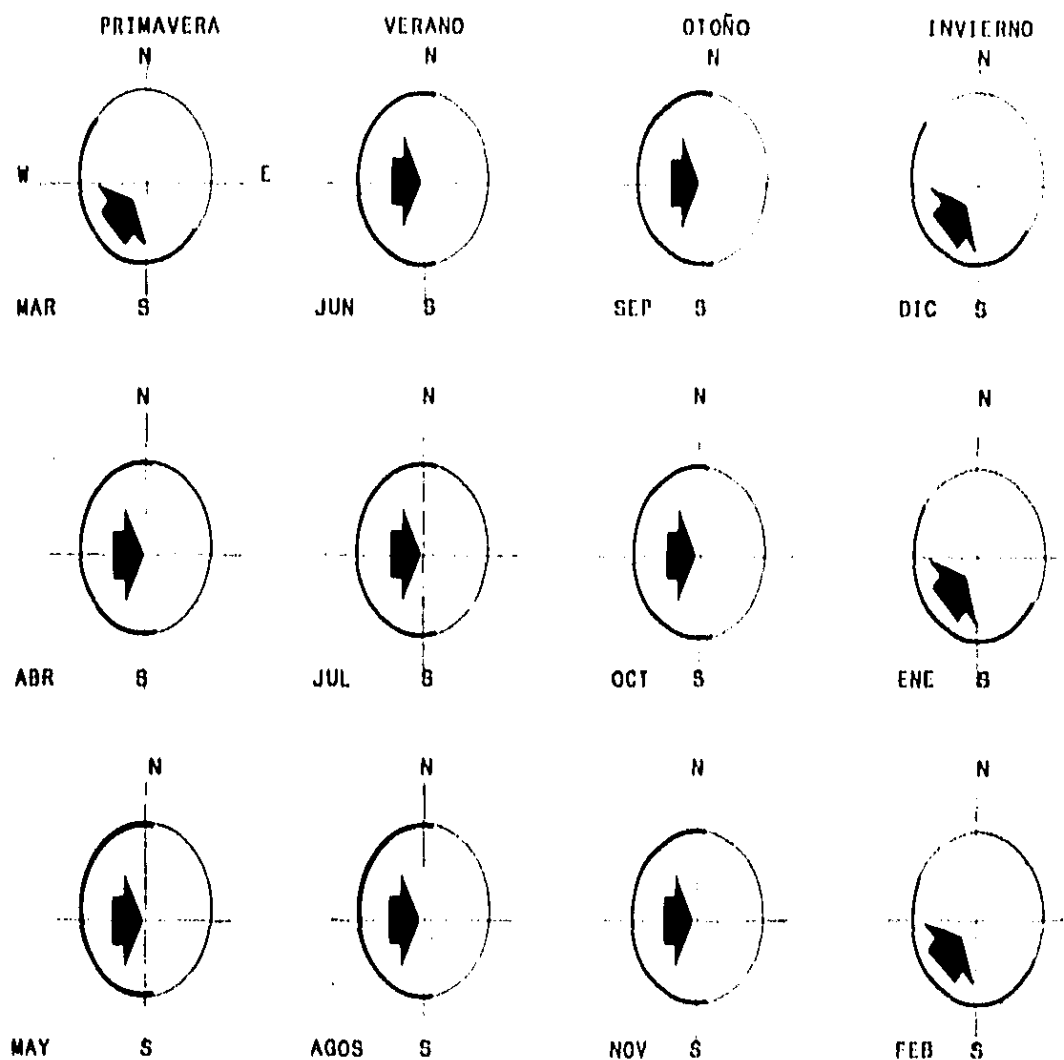 PRIMAVERA VERANO OTOÑO INVIERNO
N N N N
W E
MAR S JUN S SEP S DIC S
N N N N
ABR S JUL S OCT S ENE S
N N N N
MAY S AGOS S NOV S FEB S